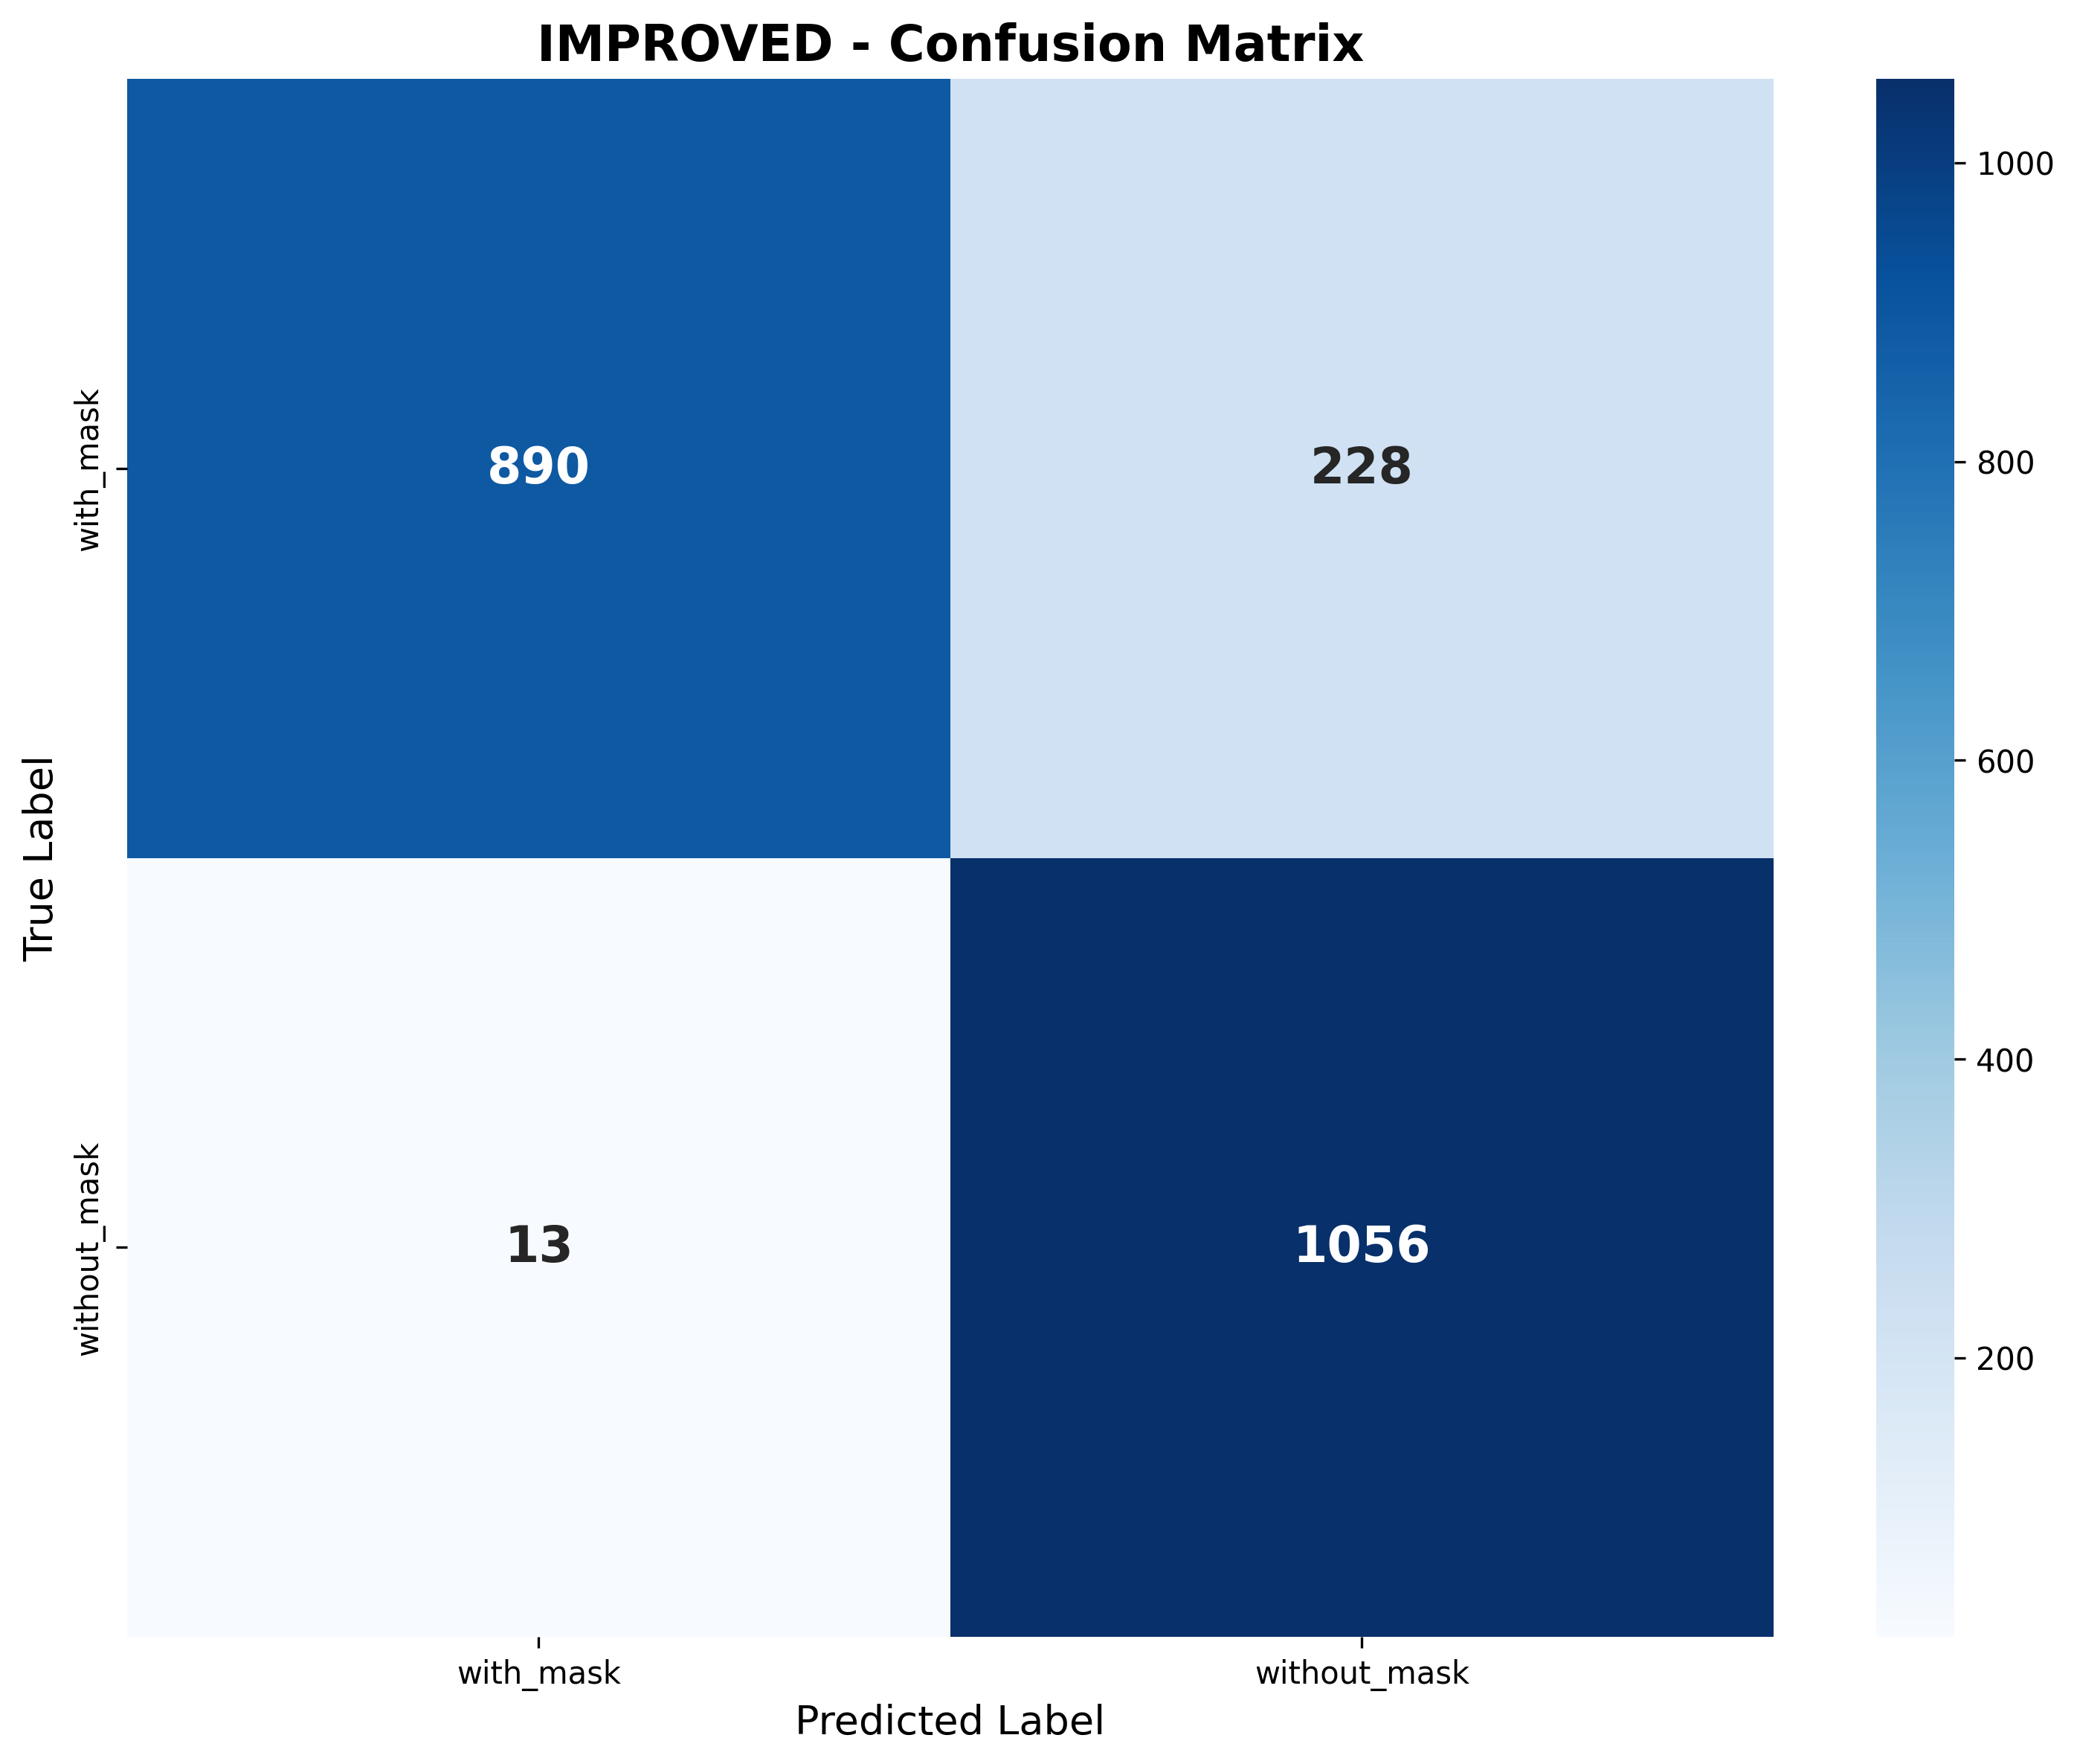 IMPROVED - Confusion Matrix
True Label
with_mask
without_mask
890
228
13
1056
with_mask
without_mask
Predicted Label
1000
800
600
400
200